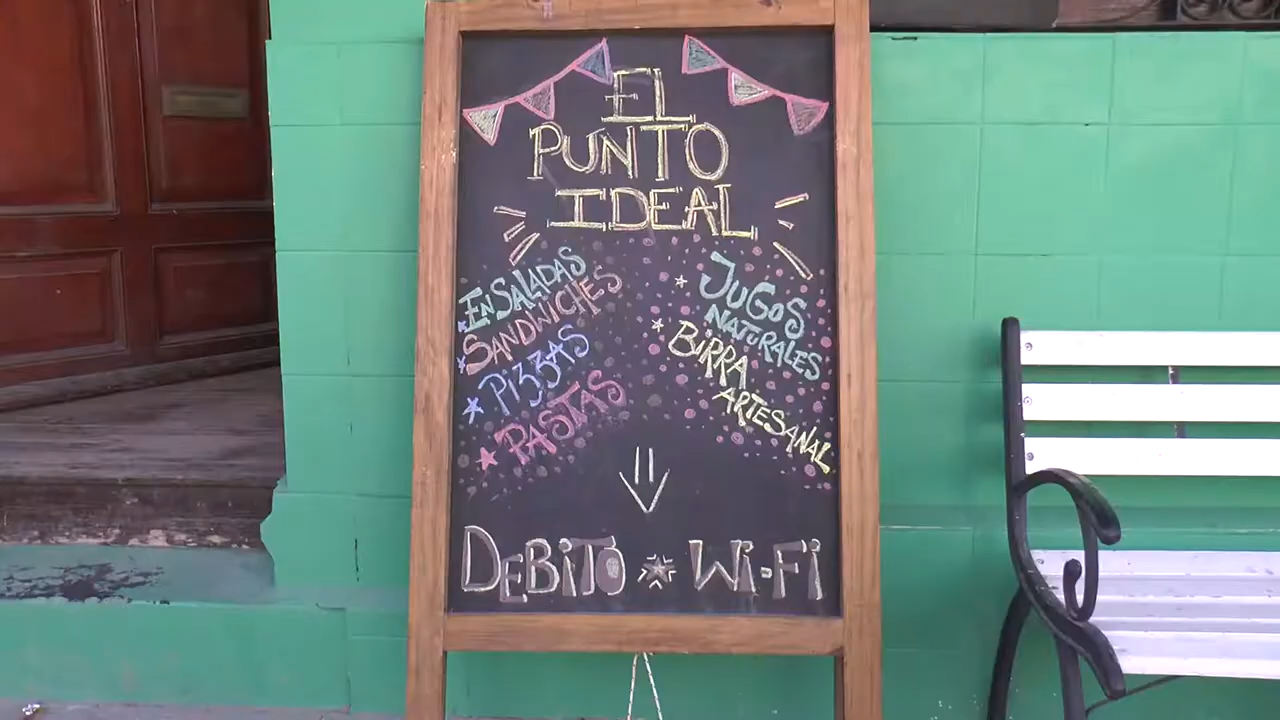 EL
PUNTO
IDEAL
ENSALADAS
SANDWICHES
PIZZAS
PASTAS
JUGOS
NATURALES
BIRRA
ARTESANAL
DEBITO * WI-FI